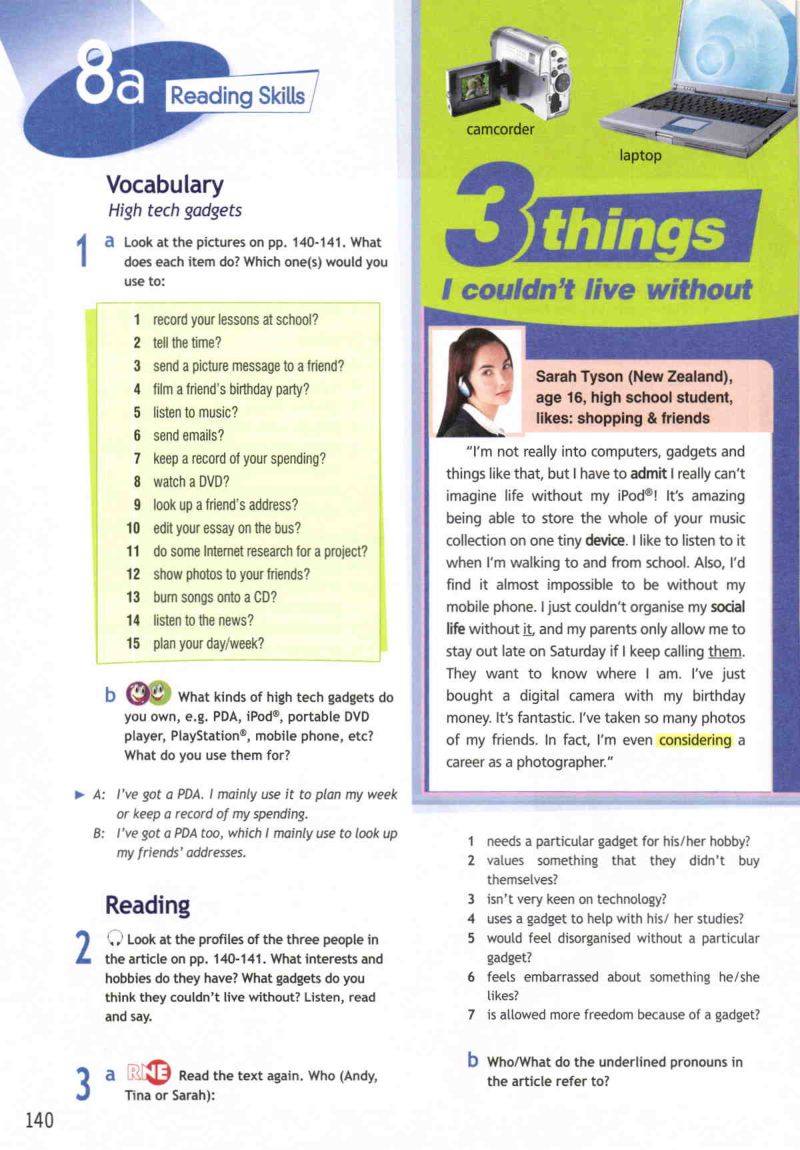 8a Reading Skills
Vocabulary
High tech gadgets
1 a Look at the pictures on pp. 140-141. What
does each item do? Which one(s) would you
use to:
1 record your lessons at school?
2 tell the time?
3 send a picture message to a friend?
4 film a friend's birthday party?
5 listen to music?
6 send emails?
7 keep a record of your spending?
8 watch a DVD?
9 look up a friend's address?
10 edit your essay on the bus?
11 do some Internet research for a project?
12 show photos to your friends?
13 burn songs onto a CD?
14 listen to the news?
15 plan your day/week?
b What kinds of high tech gadgets do
you own, e.g. PDA, iPod®, portable DVD
player, PlayStation®, mobile phone, etc?
What do you use them for?
A: I've got a PDA. I mainly use it to plan my week
or keep a record of my spending.
B: I've got a PDA too, which I mainly use to look up
my friends' addresses.
Reading
2 Look at the profiles of the three people in
the article on pp. 140-141. What interests and
hobbies do they have? What gadgets do you
think they couldn't live without? Listen, read
and say.
3 a RNE Read the text again. Who (Andy,
Tina or Sarah):
140
camcorder
laptop
3 things
I couldn't live without
Sarah Tyson (New Zealand),
age 16, high school student,
likes: shopping & friends
"I'm not really into computers, gadgets and
things like that, but I have to admit I really can't
imagine life without my iPod®! It's amazing
being able to store the whole of your music
collection on one tiny device. I like to listen to it
when I'm walking to and from school. Also, I'd
find it almost impossible to be without my
mobile phone. I just couldn't organise my social
life without it, and my parents only allow me to
stay out late on Saturday if I keep calling them.
They want to know where I am. I've just
bought a digital camera with my birthday
money. It's fantastic. I've taken so many photos
of my friends. In fact, I'm even considering a
career as a photographer."
1 needs a particular gadget for his/her hobby?
2 values something that they didn't buy
themselves?
3 isn't very keen on technology?
4 uses a gadget to help with his/ her studies?
5 would feel disorganised without a particular
gadget?
6 feels embarrassed about something he/she
likes?
7 is allowed more freedom because of a gadget?
b Who/What do the underlined pronouns in
the article refer to?